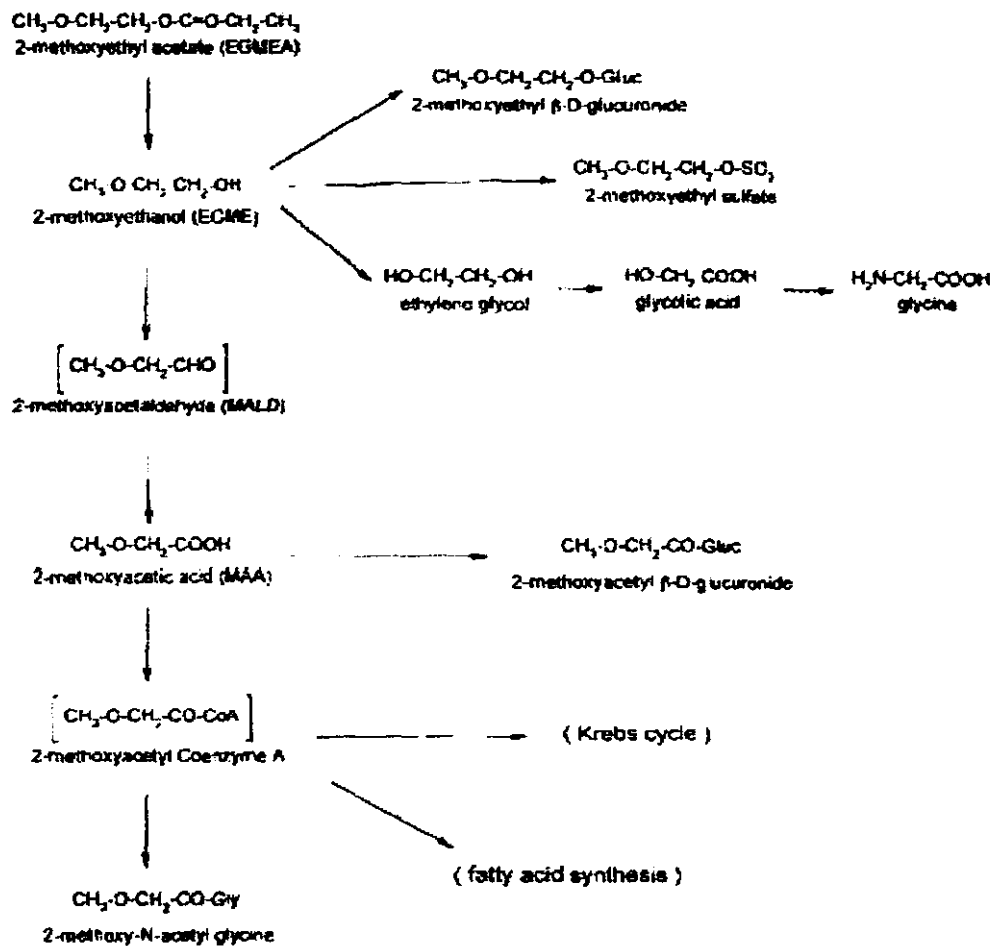 CH₃-O-CH₂-CH₂-O-C=OOCH₂-CH₃
2-methoxyethyl acetate (EGMEA)
CH₃-O-CH₂-CH₂-O-Gluc
2-methoxyethyl β-D-glucuronide
CH₃-O-CH₂-CH₂-OH
2-methoxyethanol (EGME)
CH₃-O-CH₂-CH₂-O-SO₃
2-methoxyethyl sulfate
HO-CH₂-CH₂-OH
ethylene glycol
HO-CH₂ COOH
glycolic acid
H₂N-CH₂-COOH
glycine
[CH₃-O-CH₂-CHO]
2-methoxyacetaldehyde (MALD)
CH₃-O-CH₂-COOH
2-methoxyacetic acid (MAA)
CH₃-O-CH₂-CO-Gluc
2-methoxyacetyl β-D-glucuronide
[CH₃-O-CH₂-CO-CoA]
2-methoxyacetyl Coenzyme A
( Krebs cycle )
( fatty acid synthesis )
CH₃-O-CH₂-CO-Gly
2-methoxy-N-acetyl glycine